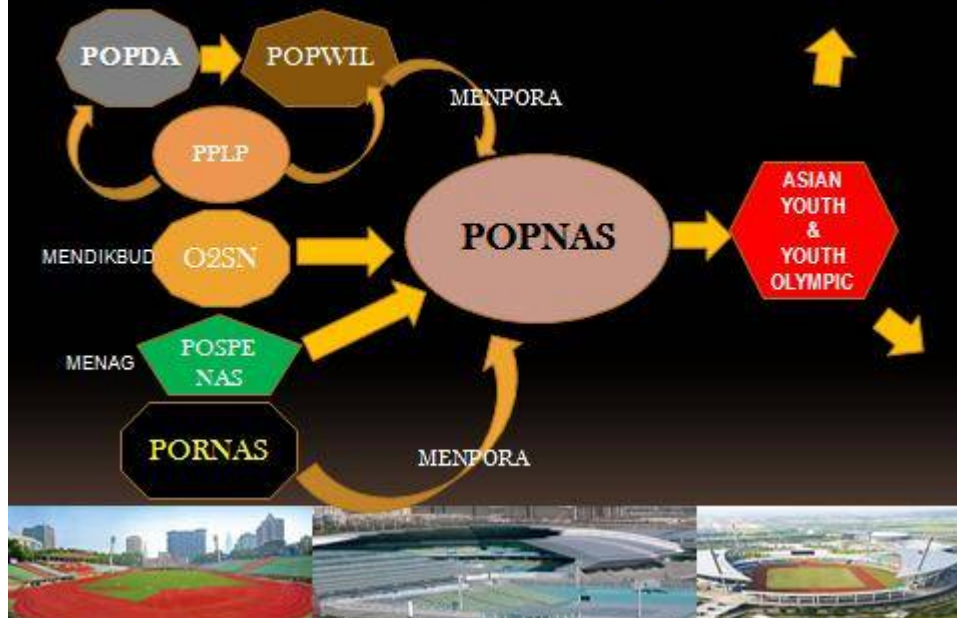 POPDA
POPWIL
MENPORA
PPLP
MENDIKBUD
O2SN
POPNAS
ASIAN
YOUTH
&
YOUTH
OLYMPIC
MENAG
POSPE
NAS
PORNAS
MENPORA